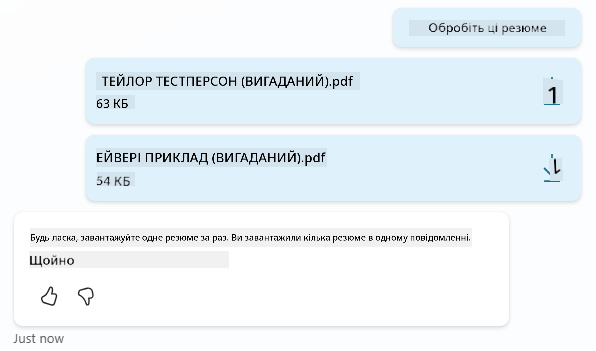 Обробіть ці резюме
ТЕЙЛОР ТЕСТПЕРСОН (ВИГАДАНИЙ).pdf
63 КБ
1
ЕЙВЕРІ ПРИКЛАД (ВИГАДАНИЙ).pdf
54 КБ
Будь ласка, завантажуйте одне резюме за раз. Ви завантажили кілька резюме в одному повідомленні.
Щойно
Just now